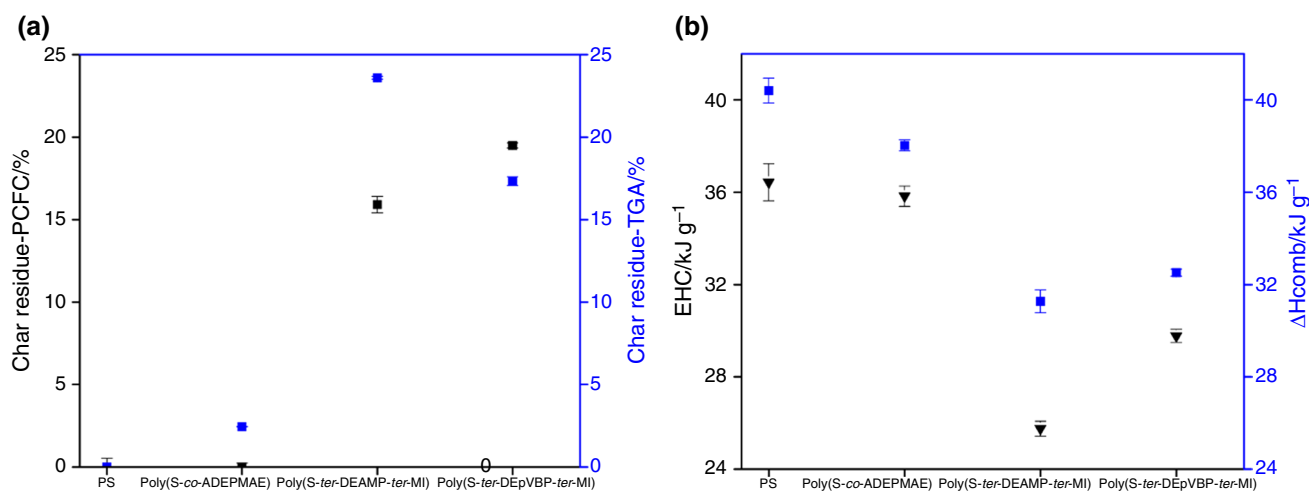 (a)
(b)
25
20
15
10
5
0
Char residue-PCFC/%
25
20
15
10
5
0
Char residue-TGA/%
0
PS
Poly(S-co-ADEPMAE)
Poly(S-ter-DEAMP-ter-MI)
Poly(S-ter-DEpVBP-ter-MI)
40
36
32
28
24
EHC/kJ g⁻¹
40
36
32
28
24
ΔHcomb/kJ g⁻¹
PS
Poly(S-co-ADEPMAE)
Poly(S-ter-DEAMP-ter-MI)
Poly(S-ter-DEpVBP-ter-MI)